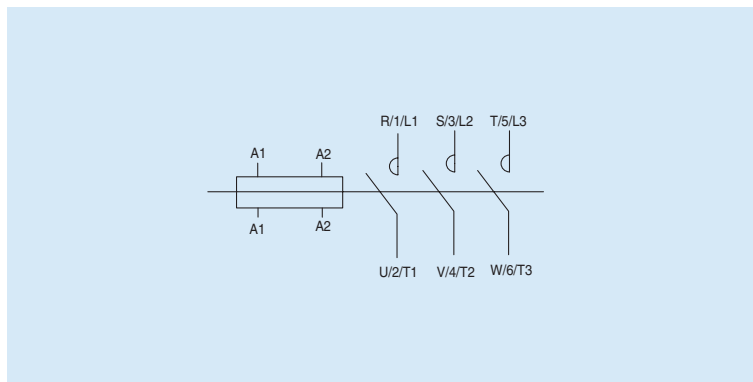 R/1/L1 S/3/L2 T/5/L3
A1 A2
A1 A2
U/2/T1 V/4/T2 W/6/T3